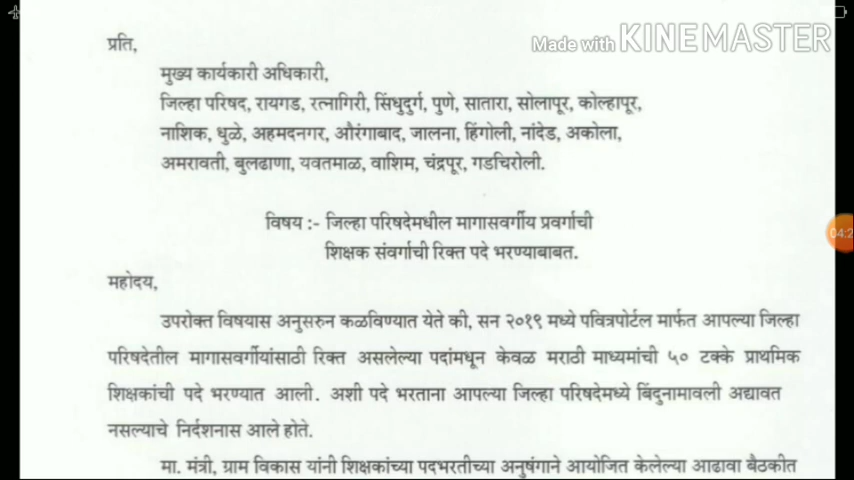 Made with KINEMASTER
प्रति,
मुख्य कार्यकारी अधिकारी,
जिल्हा परिषद, रायगड, रत्नागिरी, सिंधुदुर्ग, पुणे, सातारा, सोलापूर, कोल्हापूर,
नाशिक, धुळे, अहमदनगर, औरंगाबाद, जालना, हिंगोली, नांदेड, अकोला,
अमरावती, बुलढाणा, यवतमाळ, वाशिम, चंद्रपूर, गडचिरोली.
विषय :- जिल्हा परिषदेमधील मागासवर्गीय प्रवर्गाची
शिक्षक संवर्गाची रिक्त पदे भरण्याबाबत.
महोदय,
उपरोक्त विषयास अनुसरुन कळविण्यात येते की, सन २०१९ मध्ये पवित्रपोर्टल मार्फत आपल्या जिल्हा
परिषदेतील मागासवर्गीयांसाठी रिक्त असलेल्या पदांमधून केवळ मराठी माध्यमांची ५० टक्के प्राथमिक
शिक्षकांची पदे भरण्यात आली. अशी पदे भरताना आपल्या जिल्हा परिषदेमध्ये बिंदुनामावली अद्यावत
नसल्याचे निर्दशनास आले होते.
मा. मंत्री, ग्राम विकास यांनी शिक्षकांच्या पदभरतीच्या अनुषंगाने आयोजित केलेल्या आढावा बैठकीत